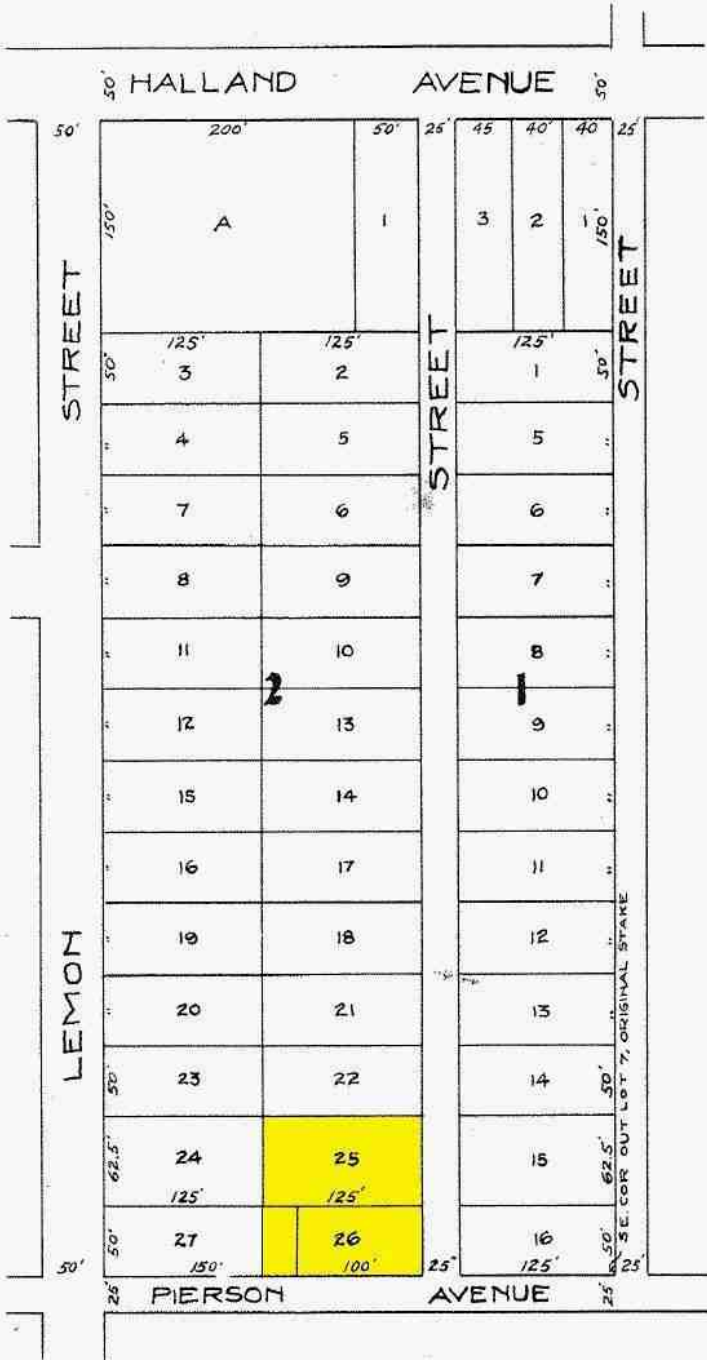 50' HALLAND AVENUE 50'
50' 200' 50' 25' 45 40' 40 25'
150' A 1 3 2 1 150'
STREET
STREET
STREET
125' 125' 125'
50' 3 2 1 50'
" 4 5 5 "
" 7 6 6 "
" 8 9 7 "
" 11 10 8 "
2 1
" 12 13 9 "
" 15 14 10 "
" 16 17 11 "
" 19 18 12 "
" 20 21 13 "
LEMON
50' 23 22 14 50'
62.5' 24 25 15 62.5'
125' 125'
50' 27 26 16 50'
50' 150' 100' 25" 125' 25'
25' PIERSON AVENUE 25'
S.E. COR OUT LOT 7, ORIGINAL STAKE